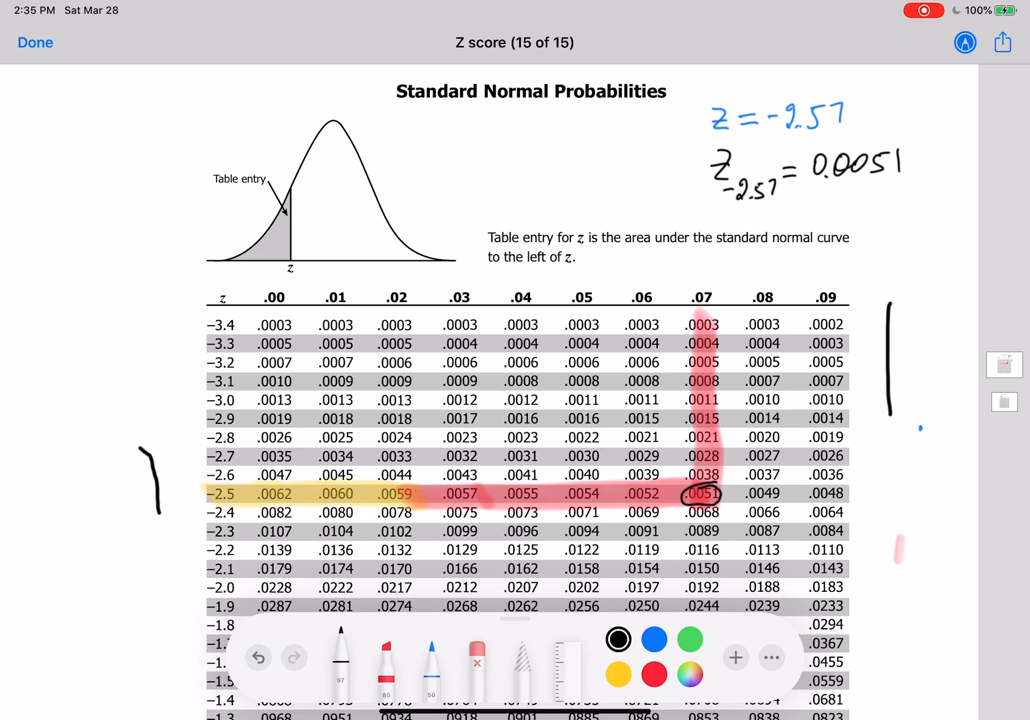 2:35 PM Sat Mar 28 100%
Done Z score (15 of 15)
Standard Normal Probabilities
z = -2.57
Z-2.57 = 0.0051
Table entry
z
Table entry for z is the area under the standard normal curve
to the left of z.
z .00 .01 .02 .03 .04 .05 .06 .07 .08 .09
−3.4 .0003 .0003 .0003 .0003 .0003 .0003 .0003 .0003 .0003 .0002
−3.3 .0005 .0005 .0005 .0004 .0004 .0004 .0004 .0004 .0004 .0003
−3.2 .0007 .0007 .0006 .0006 .0006 .0006 .0006 .0005 .0005 .0005
−3.1 .0010 .0009 .0009 .0009 .0008 .0008 .0008 .0008 .0007 .0007
−3.0 .0013 .0013 .0013 .0012 .0012 .0011 .0011 .0011 .0010 .0010
−2.9 .0019 .0018 .0018 .0017 .0016 .0016 .0015 .0015 .0014 .0014
−2.8 .0026 .0025 .0024 .0023 .0023 .0022 .0021 .0021 .0020 .0019
−2.7 .0035 .0034 .0033 .0032 .0031 .0030 .0029 .0028 .0027 .0026
−2.6 .0047 .0045 .0044 .0043 .0041 .0040 .0039 .0038 .0037 .0036
−2.5 .0062 .0060 .0059 .0057 .0055 .0054 .0052 .0051 .0049 .0048
−2.4 .0082 .0080 .0078 .0075 .0073 .0071 .0069 .0068 .0066 .0064
−2.3 .0107 .0104 .0102 .0099 .0096 .0094 .0091 .0089 .0087 .0084
−2.2 .0139 .0136 .0132 .0129 .0125 .0122 .0119 .0116 .0113 .0110
−2.1 .0179 .0174 .0170 .0166 .0162 .0158 .0154 .0150 .0146 .0143
−2.0 .0228 .0222 .0217 .0212 .0207 .0202 .0197 .0192 .0188 .0183
−1.9 .0287 .0281 .0274 .0268 .0262 .0256 .0250 .0244 .0239 .0233
−1.8 .0294
.0367
.0455
−1.5 .0559
−1.4 .0681
97 80 50